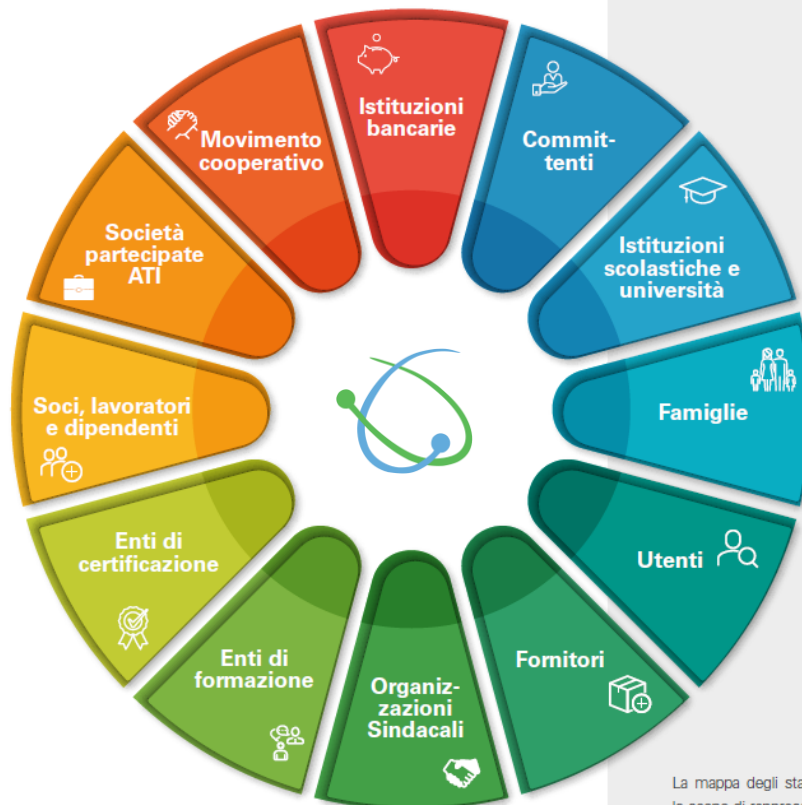 Istituzioni
bancarie
Commit-
tenti
Istituzioni
scolastiche e
università
Famiglie
Utenti
Fornitori
Organiz-
zazioni
Sindacali
Enti di
formazione
Enti di
certificazione
Soci, lavoratori
e dipendenti
Società
partecipate
ATI
Movimento
cooperativo
La mappa degli